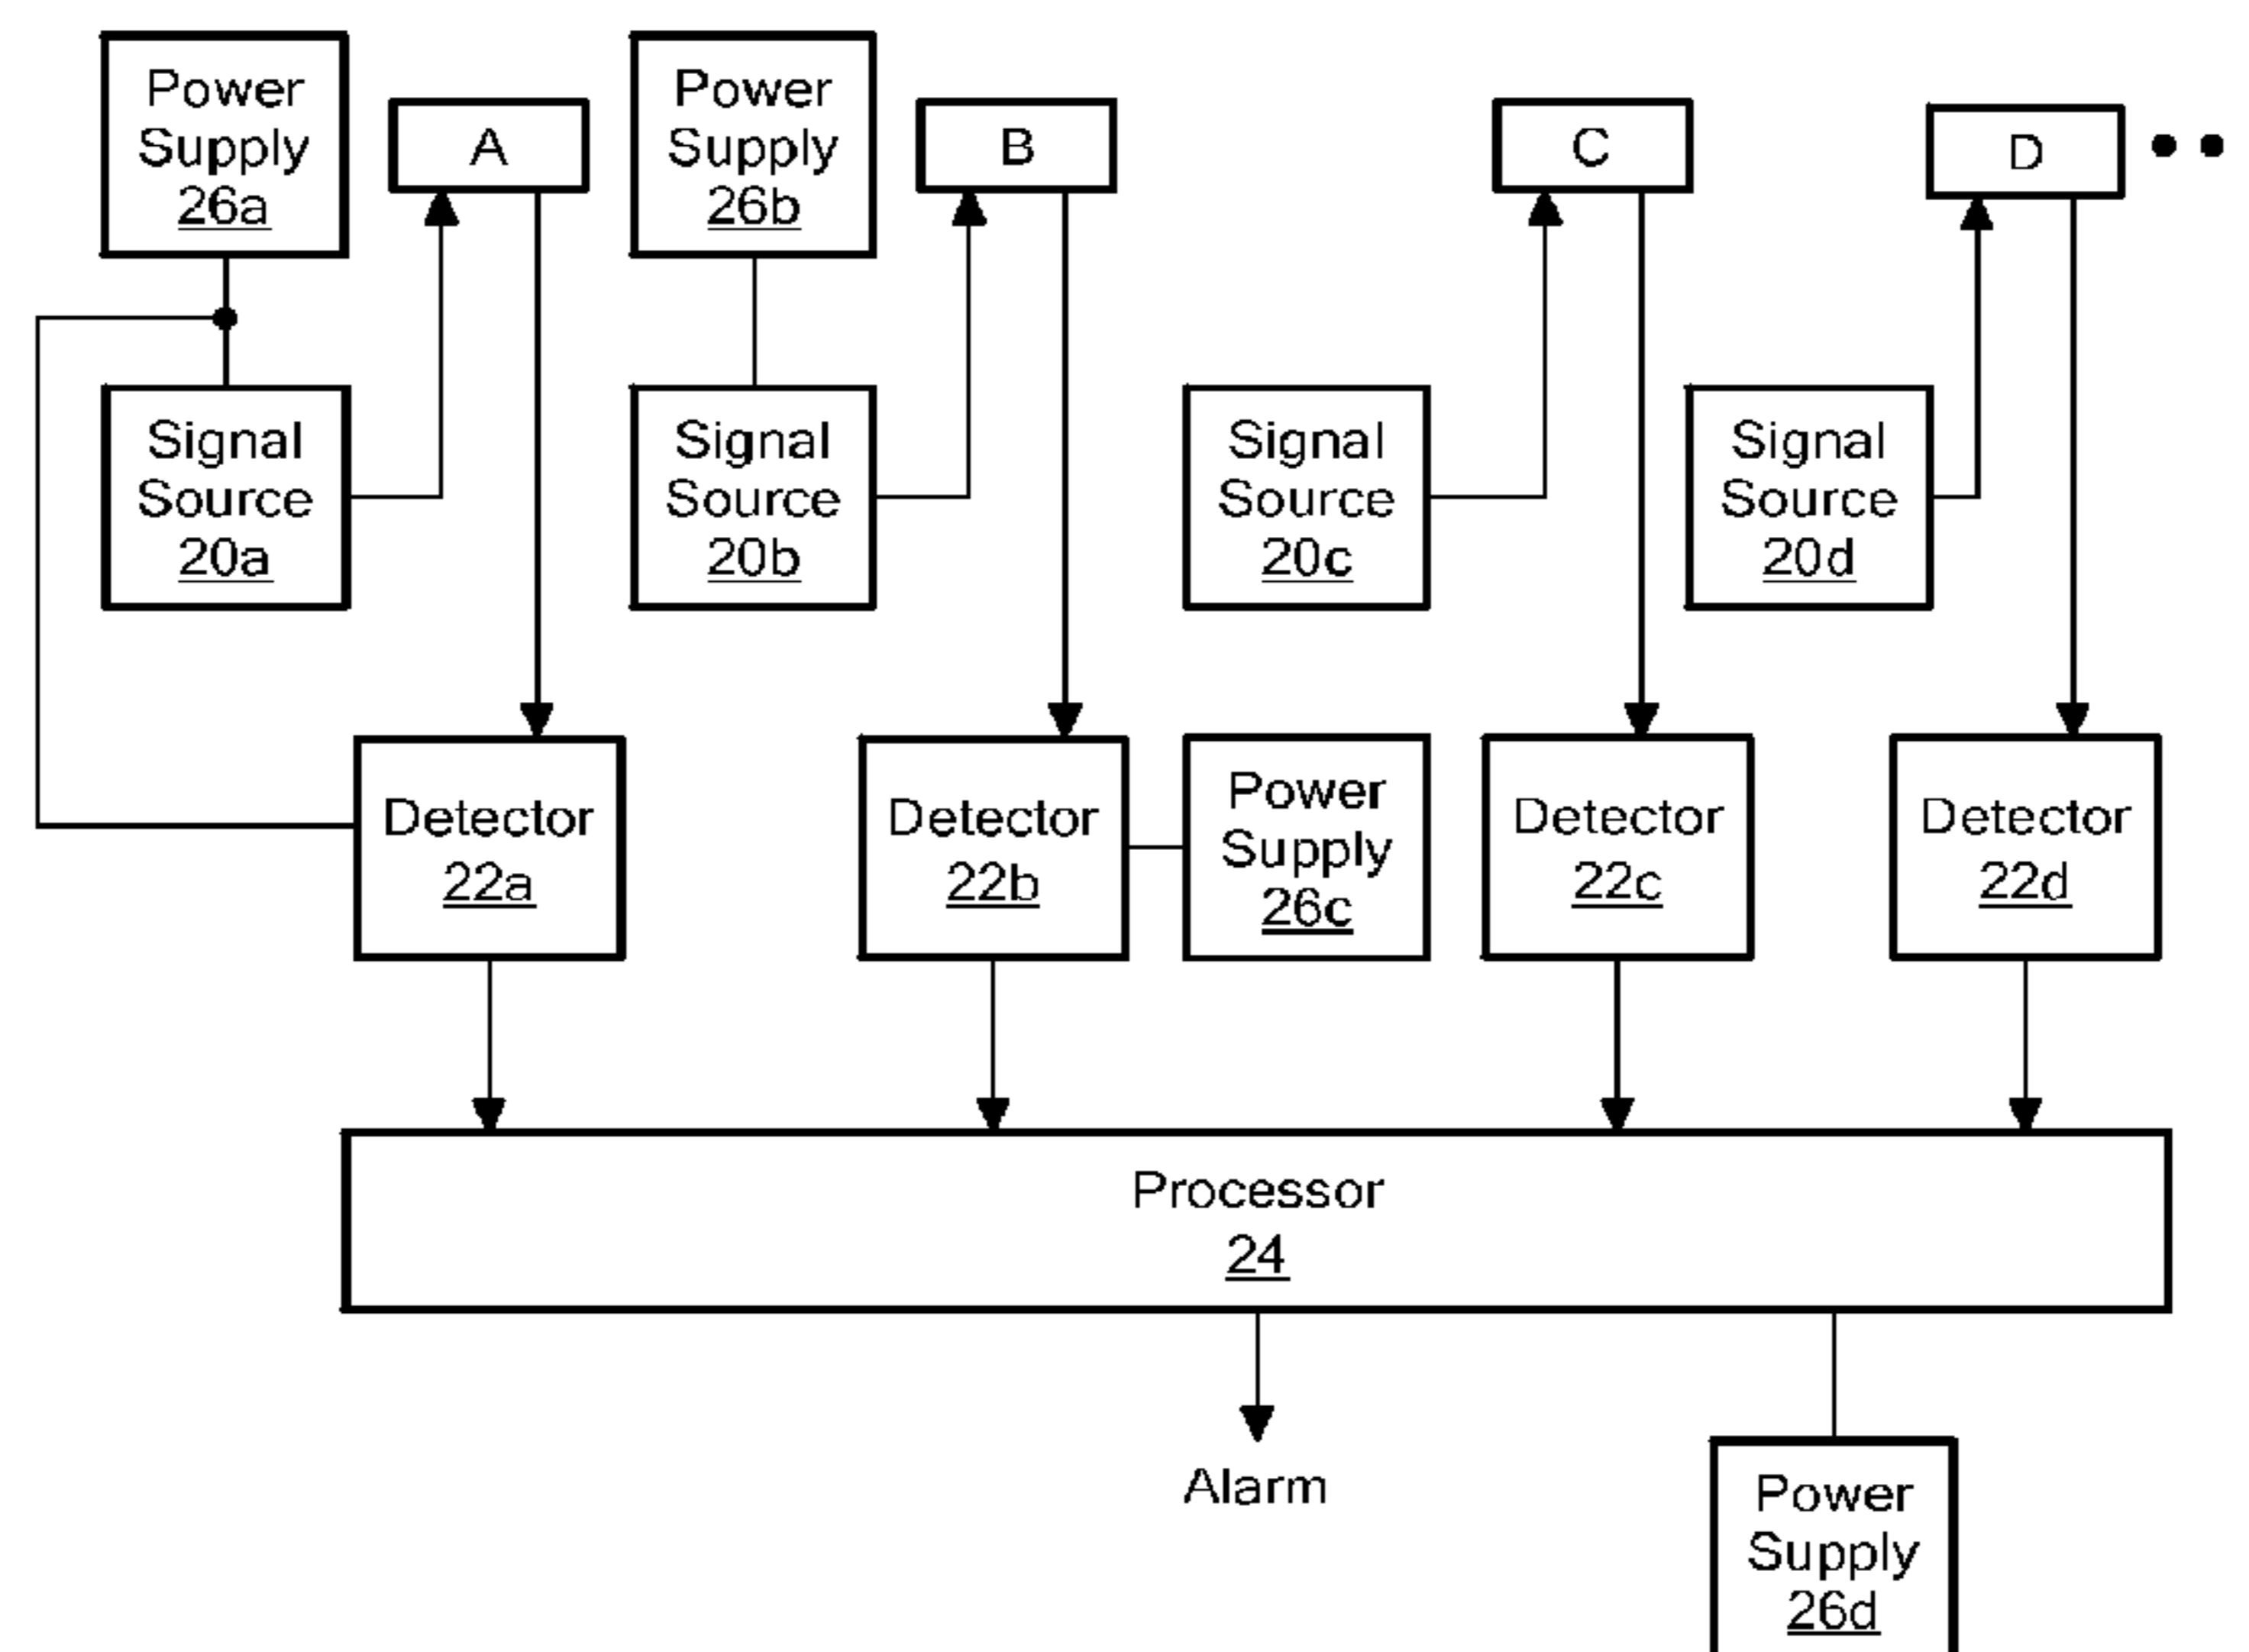 Power
Supply
26a
A
Power
Supply
26b
B
C
D
Signal
Source
20a
Signal
Source
20b
Signal
Source
20c
Signal
Source
20d
Detector
22a
Detector
22b
Power
Supply
26c
Detector
22c
Detector
22d
Processor
24
Alarm
Power
Supply
26d